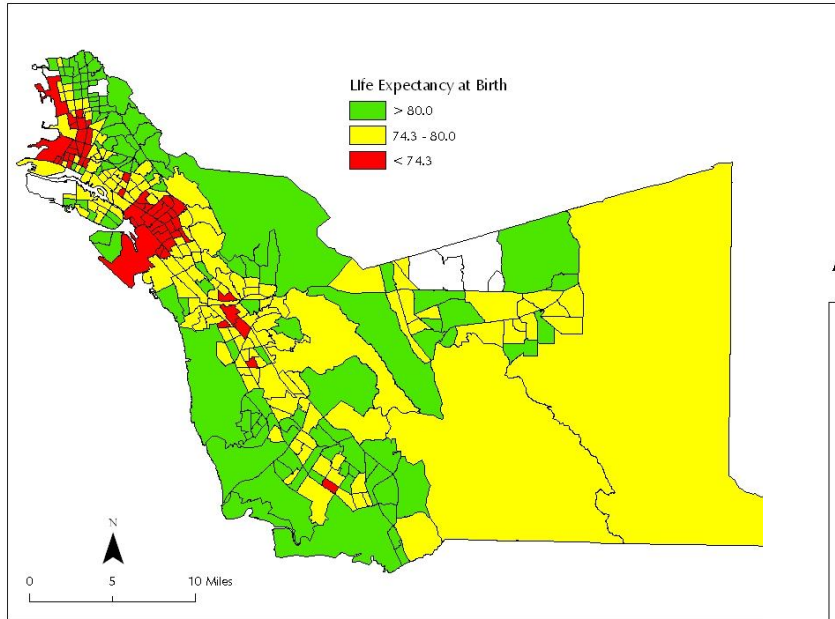 LIfe Expectancy at Birth
> 80.0
74.3 - 80.0
< 74.3
N
0 5 10 Miles